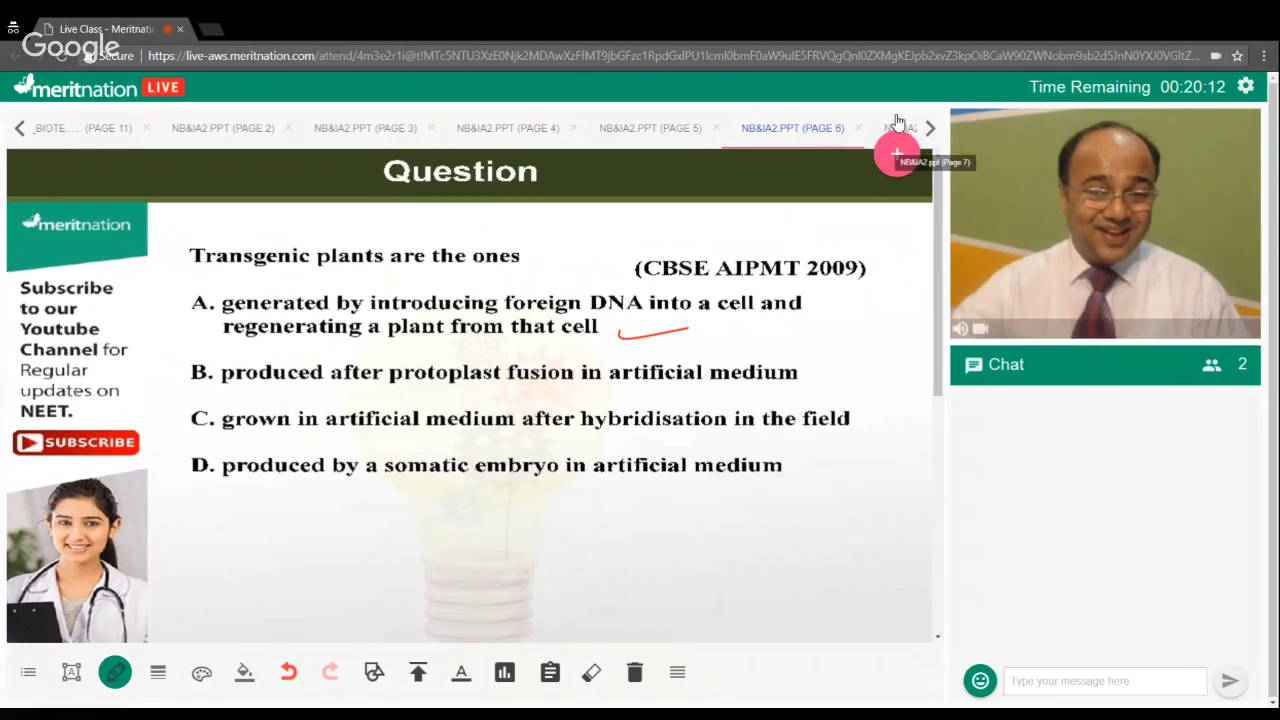 Live Class - Meritnati
Google
Secure
https://live-aws.meritnation.com/attend/
meritnation LIVE
Time Remaining 00:20:12
_BIOTE...... (PAGE 11)
NB&IA2.PPT (PAGE 2)
NB&IA2.PPT (PAGE 3)
NB&IA2.PPT (PAGE 4)
NB&IA2.PPT (PAGE 5)
NB&IA2.PPT (PAGE 6)
NB&IA2.ppt (Page 7)
Question
meritnation
Subscribe
to our
Youtube
Channel for
Regular
updates on
NEET.
SUBSCRIBE
Transgenic plants are the ones
(CBSE AIPMT 2009)
A. generated by introducing foreign DNA into a cell and
regenerating a plant from that cell
B. produced after protoplast fusion in artificial medium
C. grown in artificial medium after hybridisation in the field
D. produced by a somatic embryo in artificial medium
Chat
2
Type your message here